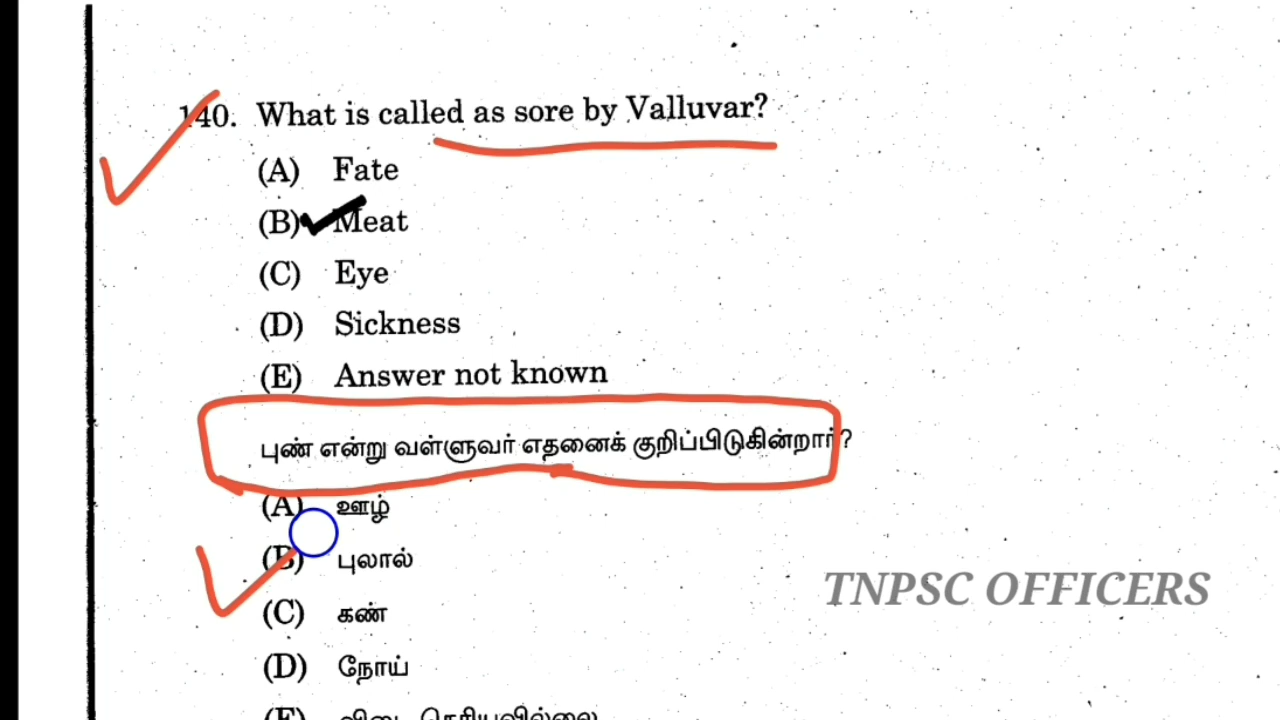 140. What is called as sore by Valluvar?
(A) Fate
(B) Meat
(C) Eye
(D) Sickness
(E) Answer not known
புண் என்று வள்ளுவர் எதனைக் குறிப்பிடுகின்றார்?
(A) ஊழ்
(B) புலால்
(C) கண்
(D) நோய்
(E) விடை தெரியவில்லை
TNPSC OFFICERS